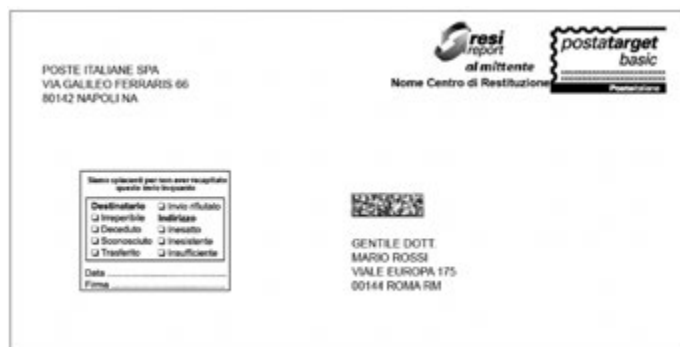 resi
report
al mittente
Nome Centro di Restituzione
postatarget
basic
Posteitaliane
POSTE ITALIANE SPA
VIA GALILEO FERRARIS 66
80142 NAPOLI NA
Siamo spiacenti per non aver recapitato
questo invio in quanto
Destinatario
❑ Irreperibile
❑ Deceduto
❑ Sconosciuto
❑ Trasferito
❑ Invio rifiutato
Indirizzo
❑ Inesatto
❑ Inesistente
❑ Insufficiente
Data
Firma
GENTILE DOTT.
MARIO ROSSI
VIALE EUROPA 175
00144 ROMA RM